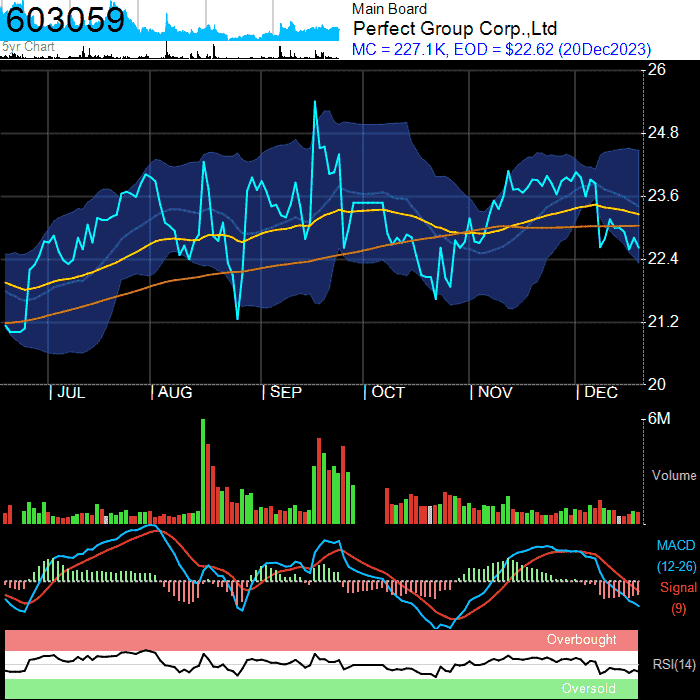 603059
5yr Chart
Main Board
Perfect Group Corp.,Ltd
MC = 227.1K, EOD = $22.62 (20Dec2023)
26
24.8
23.6
22.4
21.2
20
| JUL | AUG | SEP | OCT | NOV | DEC
6M
Volume
MACD
(12-26)
Signal
(9)
Overbought
RSI(14)
Oversold